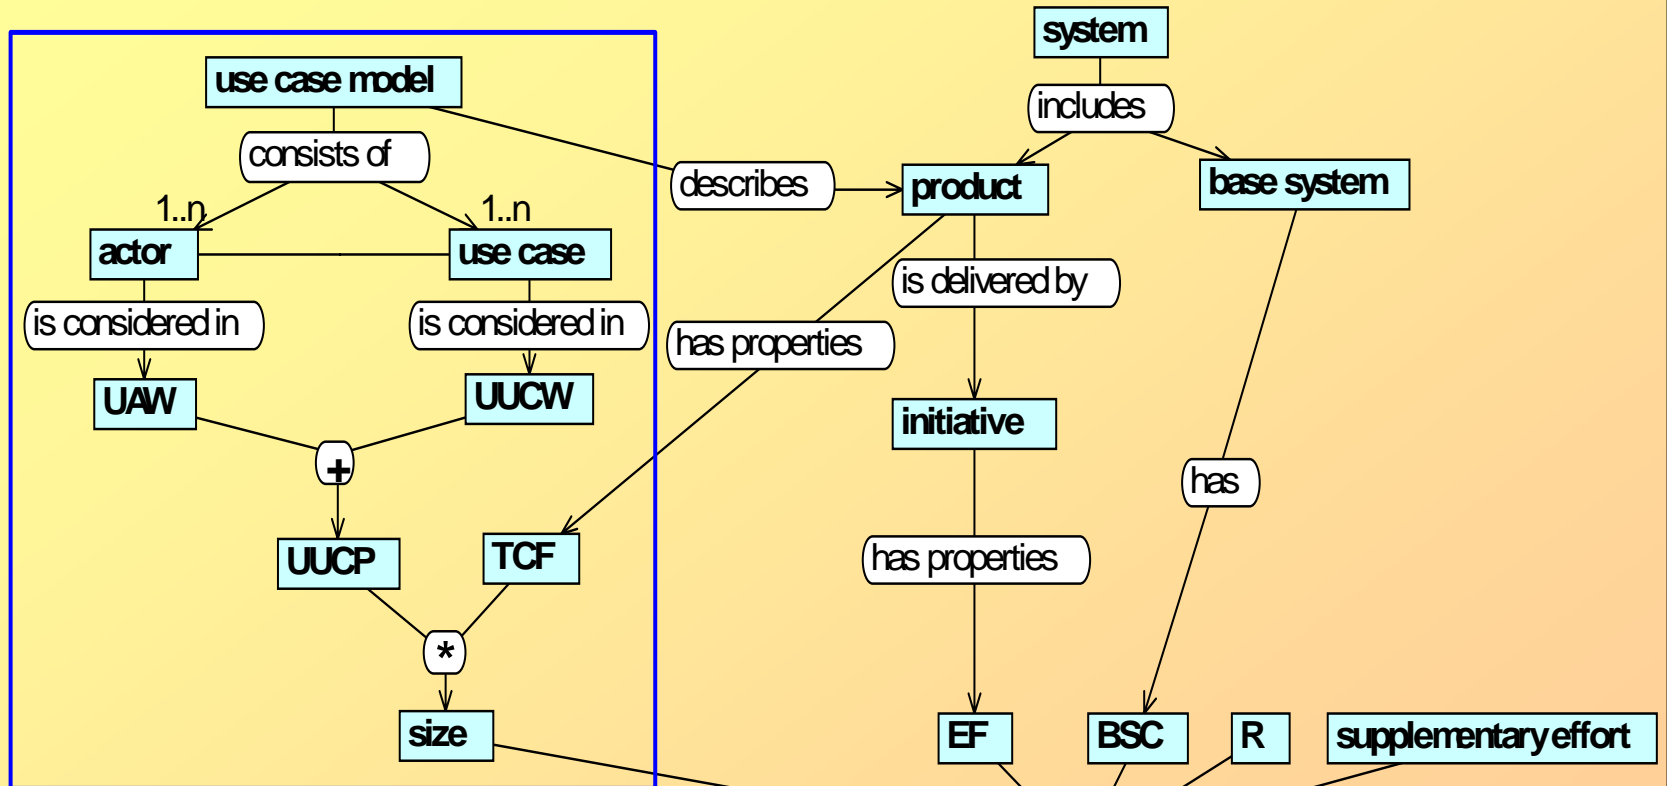 system
use case model
includes
consists of
describes
product
base system
1..n
1..n
actor
use case
is delivered by
is considered in
is considered in
has properties
UAW
UUCW
initiative
+
has
UUCP
TCF
has properties
*
size
EF
BSC
R
supplementary effort